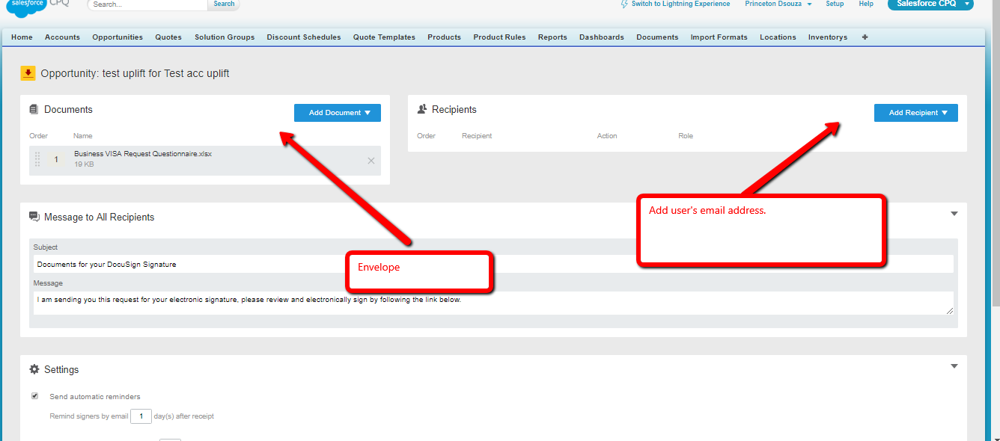 salesforce CPQ Search... Search Switch to Lightning Experience Princeton Dsouza Setup Help Salesforce CPQ
Home Accounts Opportunities Quotes Solution Groups Discount Schedules Quote Templates Products Product Rules Reports Dashboards Documents Import Formats Locations Inventorys +
Opportunity: test uplift for Test acc uplift
Documents Add Document
Order Name
1 Business VISA Request Questionnaire.xlsx
19 KB
Recipients Add Recipient
Order Recipient Action Role
Add user's email address.
Message to All Recipients
Subject
Documents for your DocuSign Signature
Envelope
Message
I am sending you this request for your electronic signature, please review and electronically sign by following the link below.
Settings
Send automatic reminders
Remind signers by email 1 day(s) after receipt